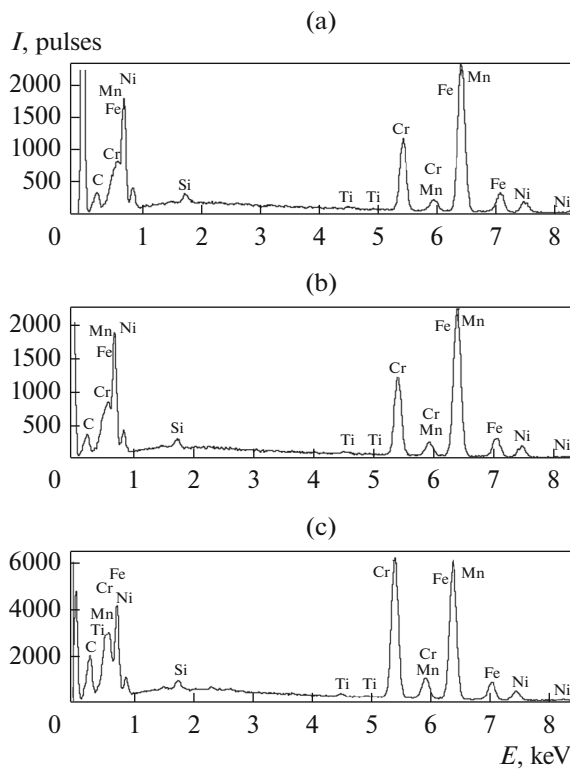 (a)
I, pulses
2000
1500
1000
500
0
1
2
3
4
5
6
7
8
C
Cr
Mn
Fe
Ni
Si
Ti
Ti
Cr
Cr
Mn
Fe
Mn
Fe
Ni
Ni
(b)
2000
1500
1000
500
0
1
2
3
4
5
6
7
8
C
Cr
Mn
Fe
Ni
Si
Ti
Ti
Cr
Cr
Mn
Fe
Mn
Fe
Ni
Ni
(c)
6000
4000
2000
0
1
2
3
4
5
6
7
8
C
Fe
Cr
Ni
Mn
Ti
Si
Ti
Ti
Cr
Cr
Mn
Fe
Mn
Fe
Ni
Ni
E, keV